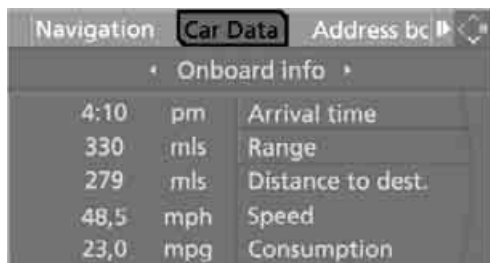 Navigation Car Data Address bc
Onboard info
4:10 pm Arrival time
330 mls Range
279 mls Distance to dest.
48,5 mph Speed
23,0 mpg Consumption